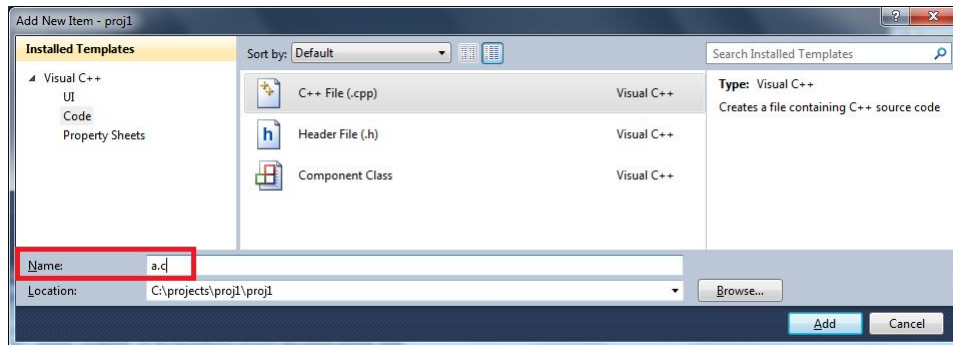 Add New Item - proj1
Installed Templates
Visual C++
UI
Code
Property Sheets
Sort by: Default
C++ File (.cpp) Visual C++
Header File (.h) Visual C++
Component Class Visual C++
Search Installed Templates
Type: Visual C++
Creates a file containing C++ source code
Name: a.c
Location: C:\projects\proj1\proj1
Browse...
Add Cancel